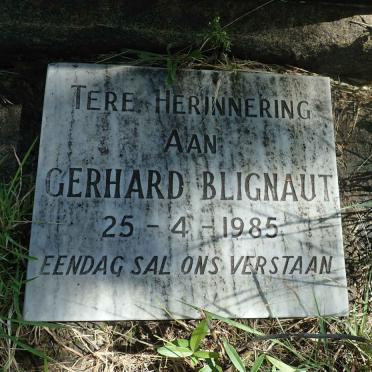 TERE HERINNERING
AAN
GERHARD BLIGNAUT
25 - 4 - 1985
EENDAG SAL ONS VERSTAAN